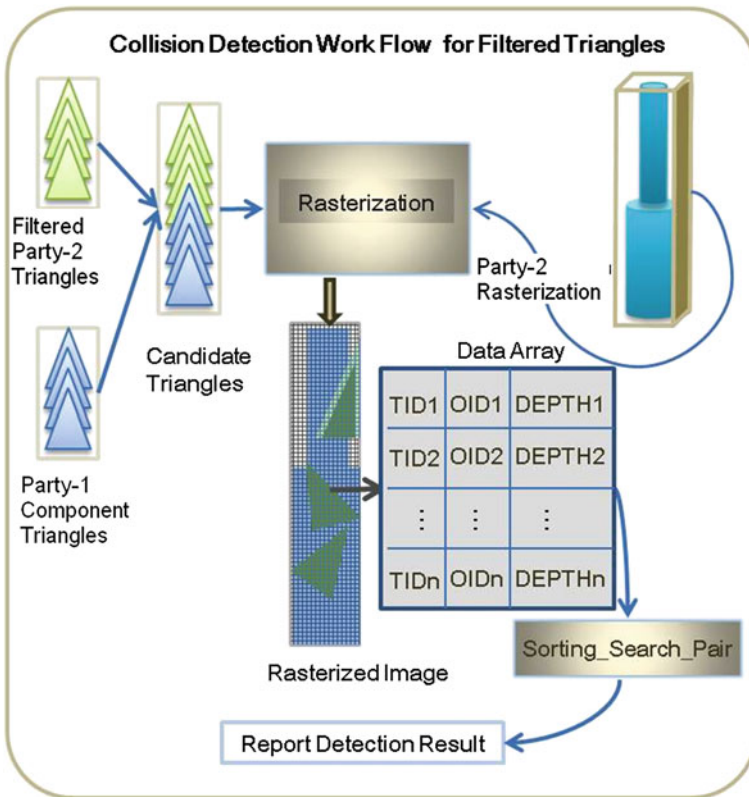 Collision Detection Work Flow for Filtered Triangles
Filtered
Party-2
Triangles
Rasterization
Party-2
Rasterization
Candidate
Triangles
Party-1
Component
Triangles
Data Array
TID1 OID1 DEPTH1
TID2 OID2 DEPTH2
⋮ ⋮ ⋮
TIDn OIDn DEPTHn
Rasterized Image
Sorting_Search_Pair
Report Detection Result